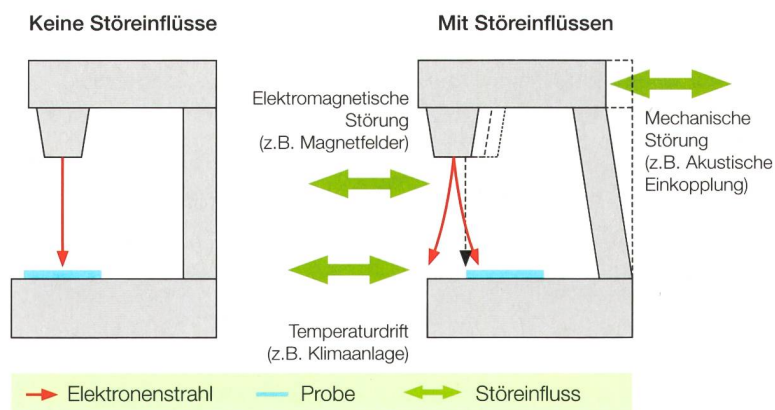 Keine Störeinflüsse
Mit Störeinflüssen
Elektromagnetische
Störung
(z.B. Magnetfelder)
Mechanische
Störung
(z.B. Akustische
Einkopplung)
Temperaturdrift
(z.B. Klimaanlage)
Elektronenstrahl
Probe
Störeinfluss